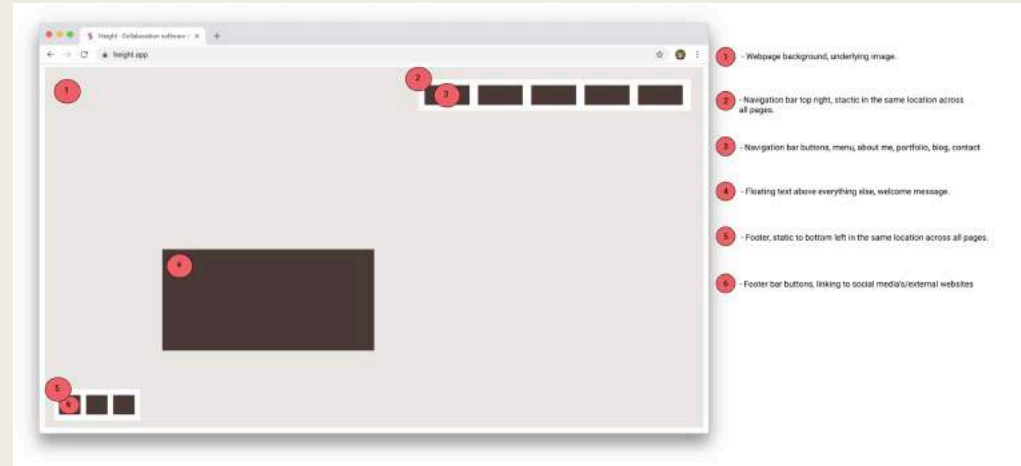 Height - Collaboration software
height.app
1
2
3
4
5
6
1 - Webpage background, underlying image.
2 - Navigation bar top right, stactic in the same location across
all pages.
3 - Navigation bar buttons, menu, about me, portfolio, blog, contact
4 - Floating text above everything else, welcome message.
5 - Footer, static to bottom left in the same location across all pages.
6 - Footer bar buttons, linking to social media's/external websites